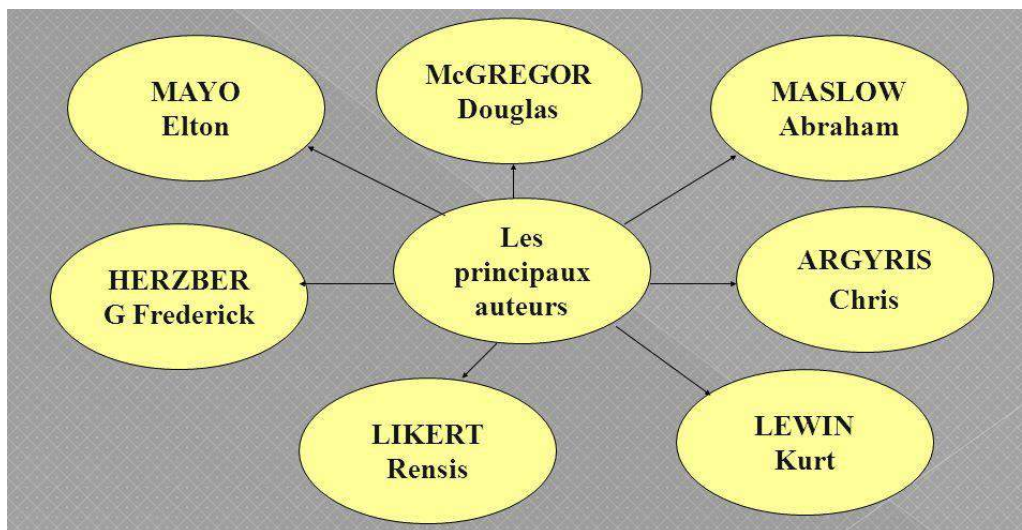 MAYO
Elton
McGREGOR
Douglas
MASLOW
Abraham
HERZBER
G Frederick
Les
principaux
auteurs
ARGYRIS
Chris
LIKERT
Rensis
LEWIN
Kurt